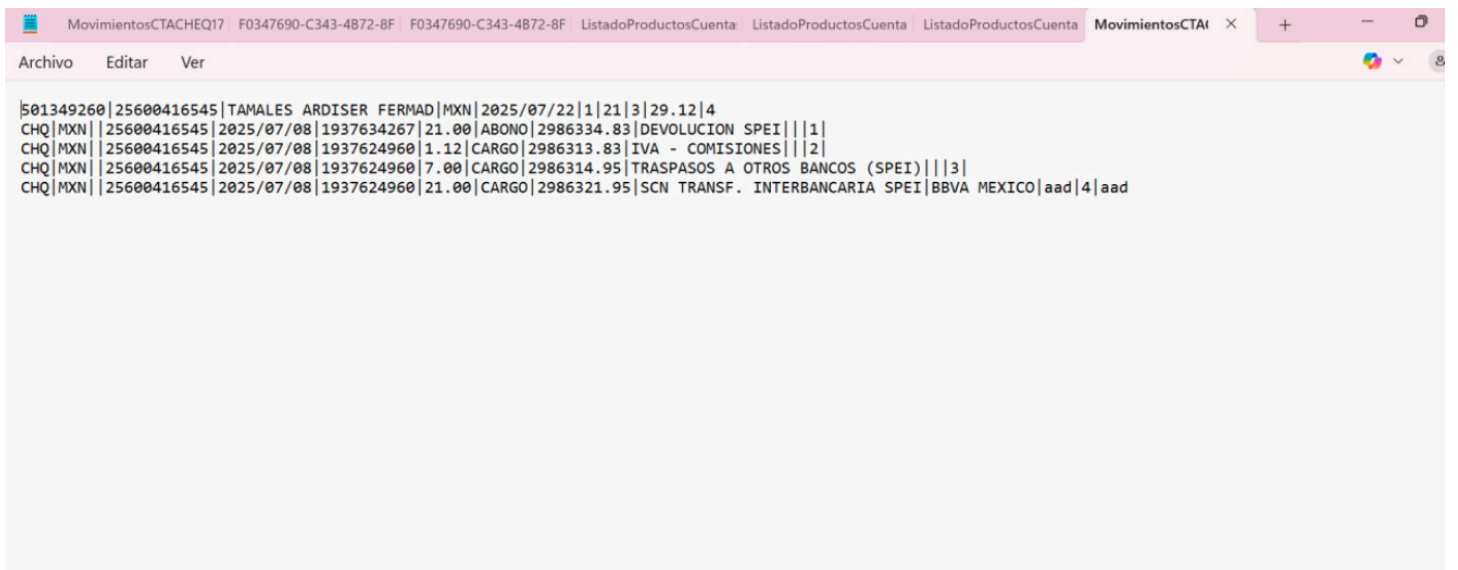 MovimientosCTACHEQ17 F0347690-C343-4B72-8F F0347690-C343-4B72-8F ListadoProductosCuenta ListadoProductosCuenta ListadoProductosCuenta MovimientosCTA
Archivo Editar Ver
501349260|25600416545|TAMALES ARDISER FERMAD|MXN|2025/07/22|1|21|3|29.12|4
CHQ|MXN||25600416545|2025/07/08|1937634267|21.00|ABONO|2986334.83|DEVOLUCION SPEI|||1|
CHQ|MXN||25600416545|2025/07/08|1937624960|1.12|CARGO|2986313.83|IVA - COMISIONES|||2|
CHQ|MXN||25600416545|2025/07/08|1937624960|7.00|CARGO|2986314.95|TRASPASOS A OTROS BANCOS (SPEI)|||3|
CHQ|MXN||25600416545|2025/07/08|1937624960|21.00|CARGO|2986321.95|SCN TRANSF. INTERBANCARIA SPEI|BBVA MEXICO|aad|4|aad